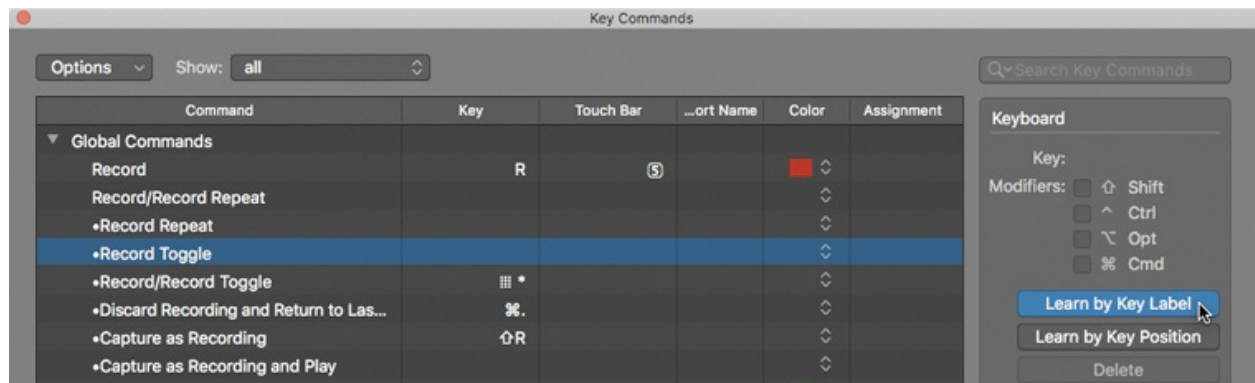 Key Commands
Options Show: all
Search Key Commands
Command Key Touch Bar ...ort Name Color Assignment
Keyboard
▼ Global Commands
Record R 5
Key:
Record/Record Repeat
Modifiers: ⇧ Shift
•Record Repeat
^ Ctrl
•Record Toggle
⌥ Opt
•Record/Record Toggle *
⌘ Cmd
•Discard Recording and Return to Las... ⌘.
Learn by Key Label
•Capture as Recording ⇧R
Learn by Key Position
•Capture as Recording and Play
Delete